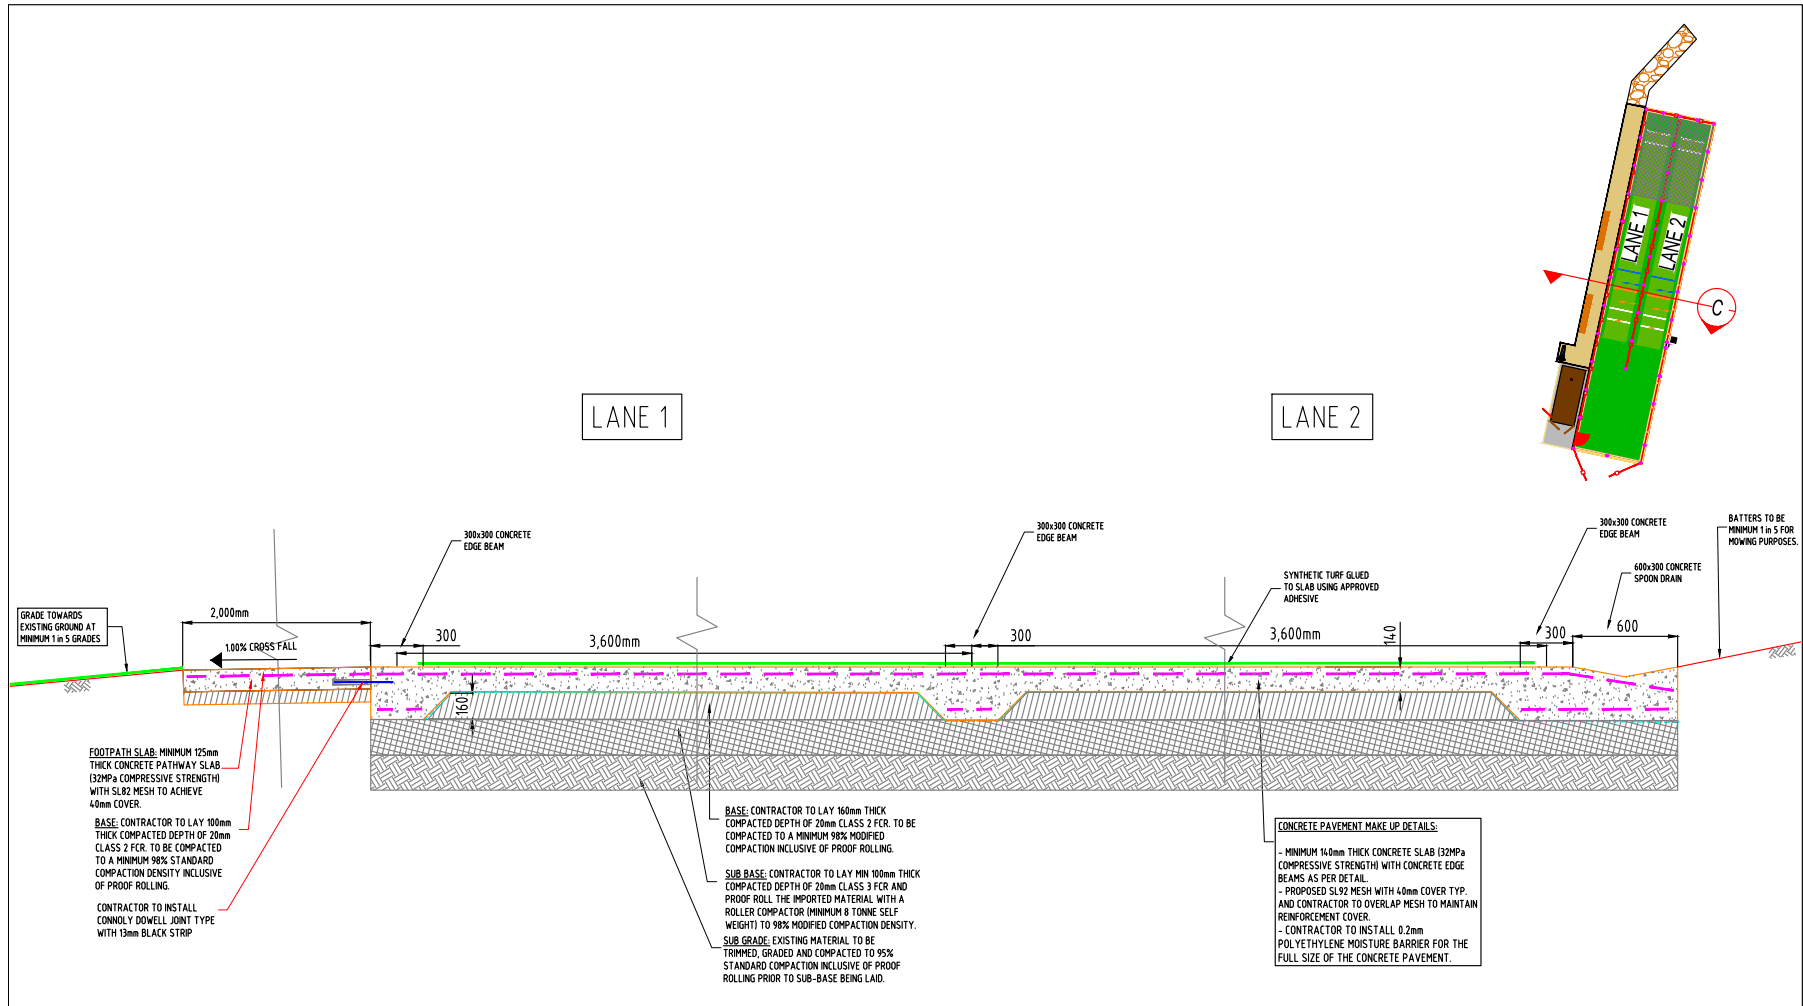 LANE 1
LANE 2
C
LANE 1
LANE 2
300x300 CONCRETE
EDGE BEAM
300x300 CONCRETE
EDGE BEAM
300x300 CONCRETE
EDGE BEAM
BATTERS TO BE
MINIMUM 1 in 5 FOR
MOWING PURPOSES.
600x300 CONCRETE
SPOON DRAIN
SYNTHETIC TURF GLUED
TO SLAB USING APPROVED
ADHESIVE
GRADE TOWARDS
EXISTING GROUND AT
MINIMUM 1 in 5 GRADES
2,000mm
1.00% CROSS FALL
300
3,600mm
300
3,600mm
140
300
600
160
FOOTPATH SLAB: MINIMUM 125mm
THICK CONCRETE PATHWAY SLAB
(32MPa COMPRESSIVE STRENGTH)
WITH SL82 MESH TO ACHIEVE
40mm COVER.
BASE: CONTRACTOR TO LAY 100mm
THICK COMPACTED DEPTH OF 20mm
CLASS 2 FCR. TO BE COMPACTED
TO A MINIMUM 98% STANDARD
COMPACTION DENSITY INCLUSIVE
OF PROOF ROLLING.
CONTRACTOR TO INSTALL
CONNOLY DOWELL JOINT TYPE
WITH 13mm BLACK STRIP
BASE: CONTRACTOR TO LAY 160mm THICK
COMPACTED DEPTH OF 20mm CLASS 2 FCR. TO BE
COMPACTED TO A MINIMUM 98% MODIFIED
COMPACTION INCLUSIVE OF PROOF ROLLING.
SUB BASE: CONTRACTOR TO LAY MIN 100mm THICK
COMPACTED DEPTH OF 20mm CLASS 3 FCR AND
PROOF ROLL THE IMPORTED MATERIAL WITH A
ROLLER COMPACTOR (MINIMUM 8 TONNE SELF
WEIGHT) TO 98% MODIFIED COMPACTION DENSITY.
SUB GRADE: EXISTING MATERIAL TO BE
TRIMMED, GRADED AND COMPACTED TO 95%
STANDARD COMPACTION INCLUSIVE OF PROOF
ROLLING PRIOR TO SUB-BASE BEING LAID.
CONCRETE PAVEMENT MAKE UP DETAILS:
- MINIMUM 140mm THICK CONCRETE SLAB (32MPa
COMPRESSIVE STRENGTH) WITH CONCRETE EDGE
BEAMS AS PER DETAIL.
- PROPOSED SL92 MESH WITH 40mm COVER TYP.
AND CONTRACTOR TO OVERLAP MESH TO MAINTAIN
REINFORCEMENT COVER.
- CONTRACTOR TO INSTALL 0.2mm
POLYETHYLENE MOISTURE BARRIER FOR THE
FULL SIZE OF THE CONCRETE PAVEMENT.